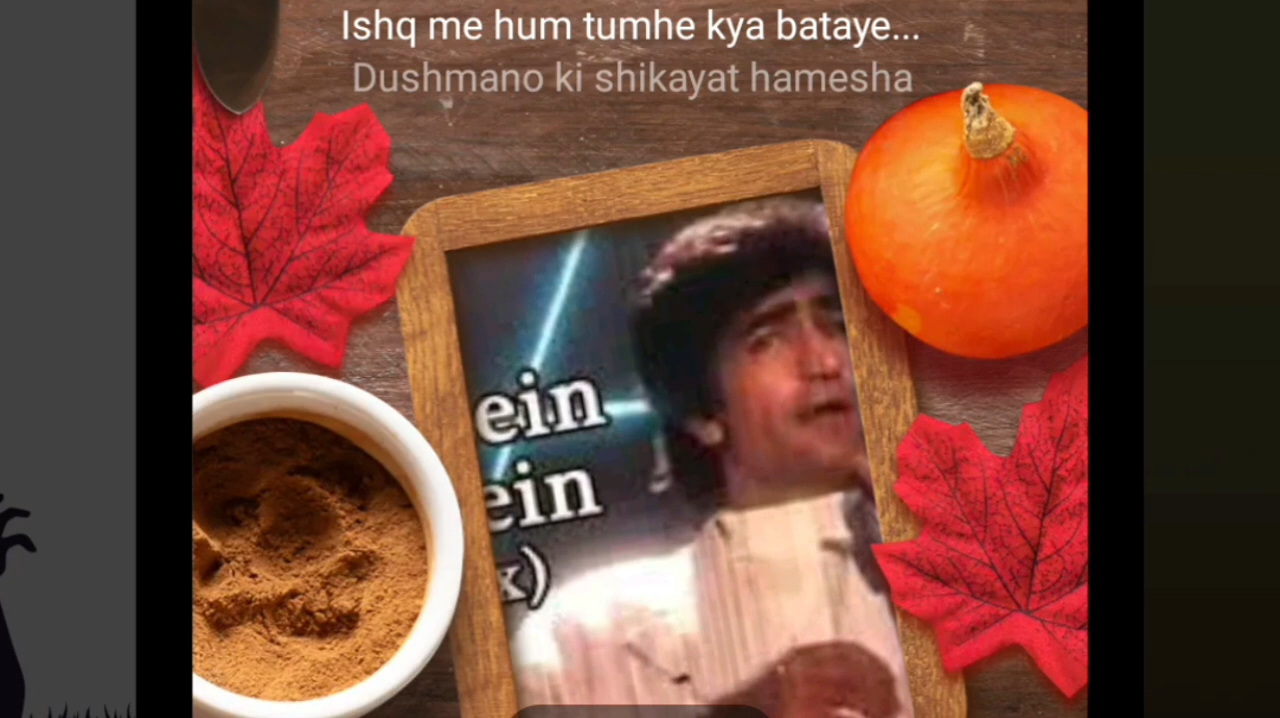 Ishq me hum tumhe kya bataye...
Dushmano ki shikayat hamesha
ein
ein
x)